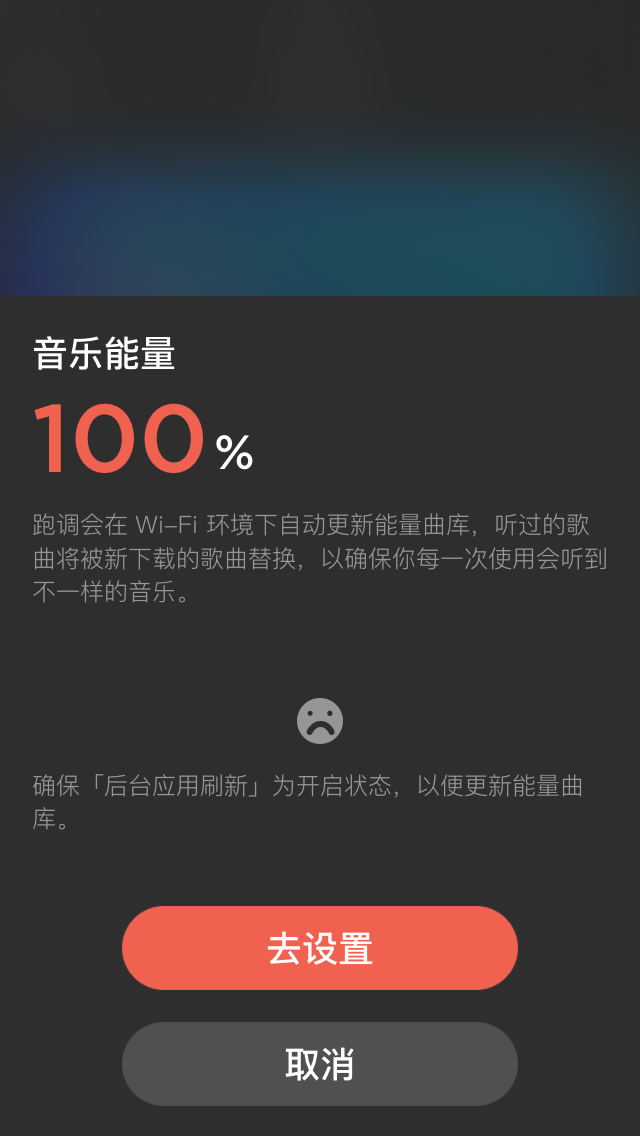 音乐能量
100 %
跑调会在 Wi-Fi 环境下自动更新能量曲库，听过的歌
曲将被新下载的歌曲替换，以确保你每一次使用会听到
不一样的音乐。
确保「后台应用刷新」为开启状态，以便更新能量曲
库。
去设置
取消